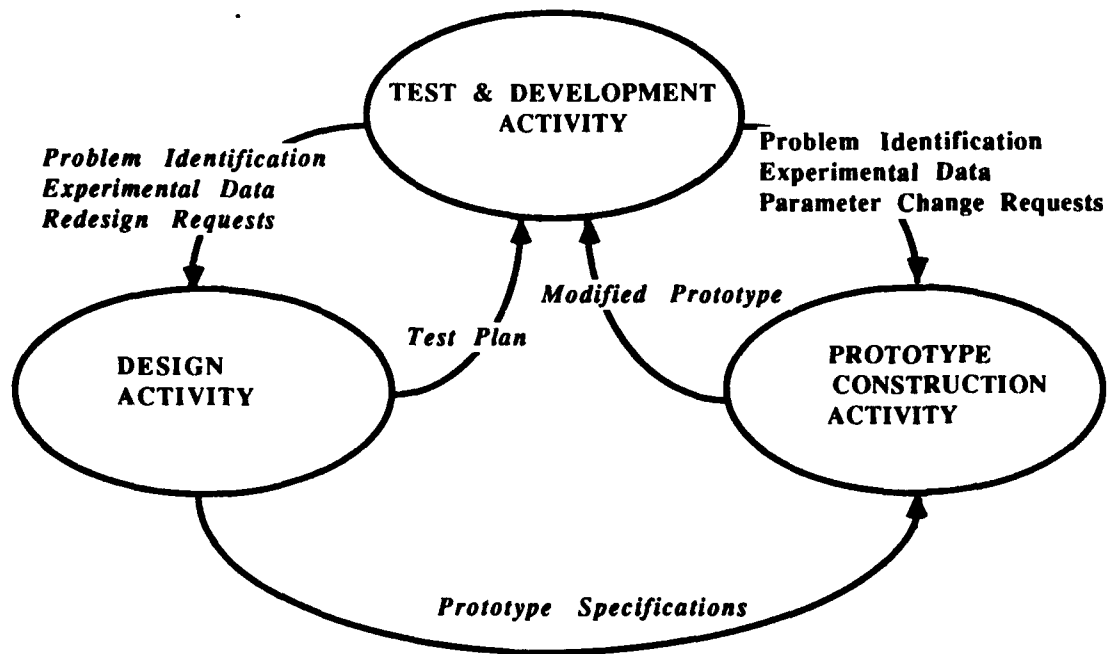 TEST & DEVELOPMENT
ACTIVITY
Problem Identification
Experimental Data
Redesign Requests
Problem Identification
Experimental Data
Parameter Change Requests
Modified Prototype
Test Plan
DESIGN
ACTIVITY
PROTOTYPE
CONSTRUCTION
ACTIVITY
Prototype Specifications